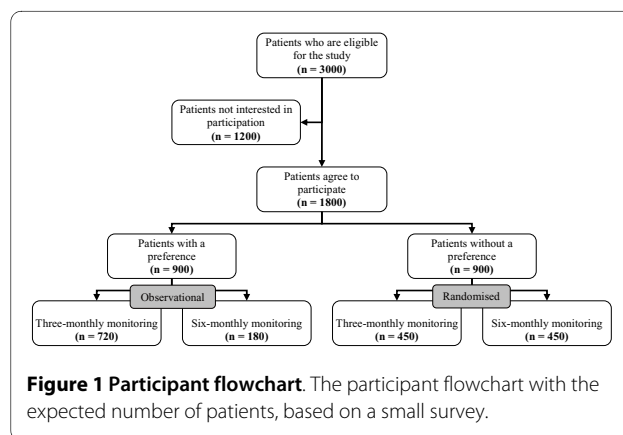 Patients who are eligible
for the study
(n = 3000)
Patients not interested in
participation
(n = 1200)
Patients agree to
participate
(n = 1800)
Patients with a
preference
(n = 900)
Patients without a
preference
(n = 900)
Observational
Randomised
Three-monthly monitoring
(n = 720)
Six-monthly monitoring
(n = 180)
Three-monthly monitoring
(n = 450)
Six-monthly monitoring
(n = 450)
Figure 1 Participant flowchart. The participant flowchart with the
expected number of patients, based on a small survey.